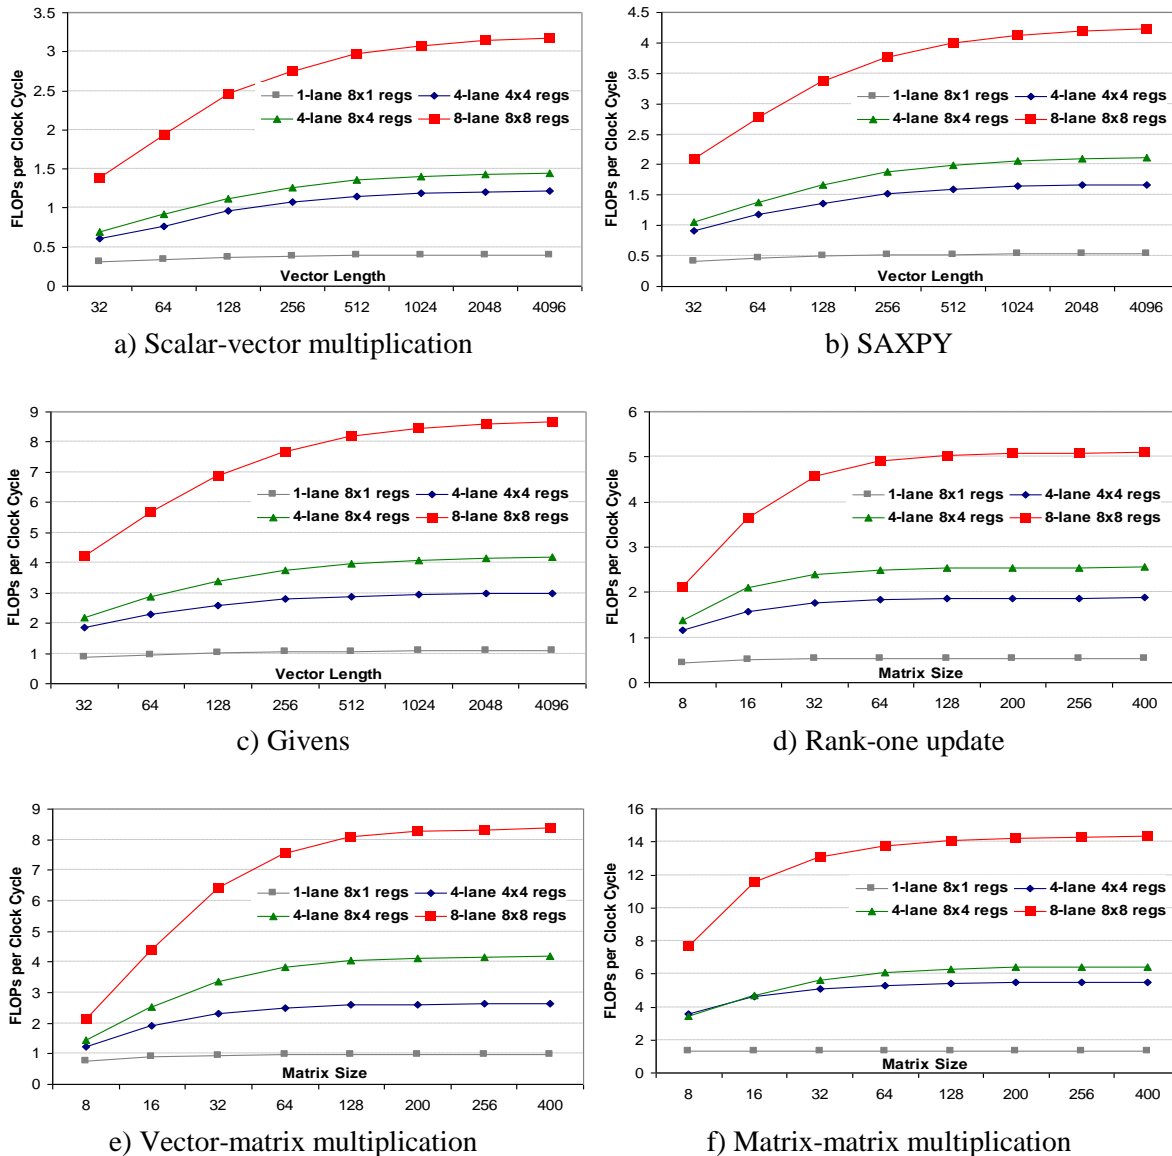 3.5
3
2.5
2
1.5
1
0.5
0
FLOPs per Clock Cycle
1-lane 8x1 regs
4-lane 4x4 regs
4-lane 8x4 regs
8-lane 8x8 regs
Vector Length
32 64 128 256 512 1024 2048 4096
a) Scalar-vector multiplication
4.5
4
3.5
3
2.5
2
1.5
1
0.5
0
FLOPs per Clock Cycle
1-lane 8x1 regs
4-lane 4x4 regs
4-lane 8x4 regs
8-lane 8x8 regs
Vector Length
32 64 128 256 512 1024 2048 4096
b) SAXPY
9
8
7
6
5
4
3
2
1
0
FLOPs per Clock Cycle
1-lane 8x1 regs
4-lane 4x4 regs
4-lane 8x4 regs
8-lane 8x8 regs
Vector Length
32 64 128 256 512 1024 2048 4096
c) Givens
6
5
4
3
2
1
0
FLOPs per Clock Cycle
1-lane 8x1 regs
4-lane 4x4 regs
4-lane 8x4 regs
8-lane 8x8 regs
Matrix Size
8 16 32 64 128 200 256 400
d) Rank-one update
9
8
7
6
5
4
3
2
1
0
FLOPs per Clock Cycle
1-lane 8x1 regs
4-lane 4x4 regs
4-lane 8x4 regs
8-lane 8x8 regs
Matrix Size
8 16 32 64 128 200 256 400
e) Vector-matrix multiplication
16
14
12
10
8
6
4
2
0
FLOPs per Clock Cycle
1-lane 8x1 regs
4-lane 4x4 regs
4-lane 8x4 regs
8-lane 8x8 regs
Matrix Size
8 16 32 64 128 200 256 400
f) Matrix-matrix multiplication